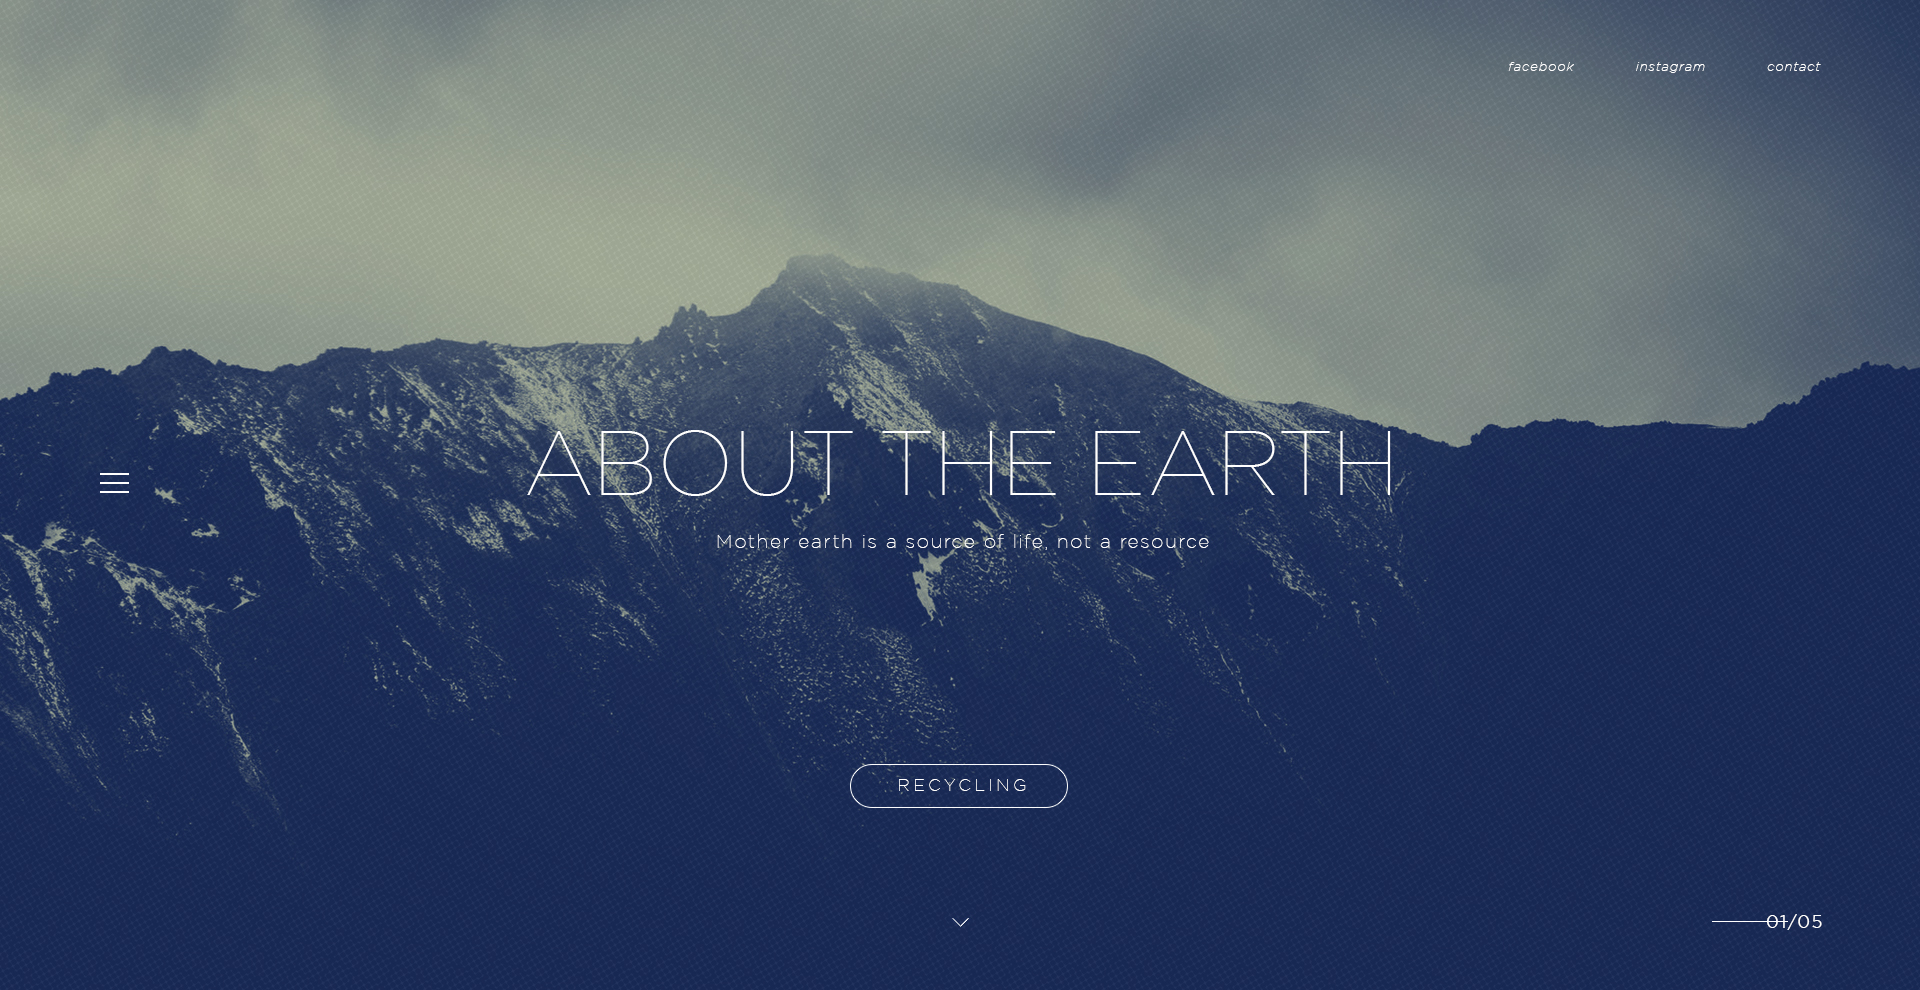 facebook instagram contact
ABOUT THE EARTH
Mother earth is a source of life, not a resource
RECYCLING
01/05